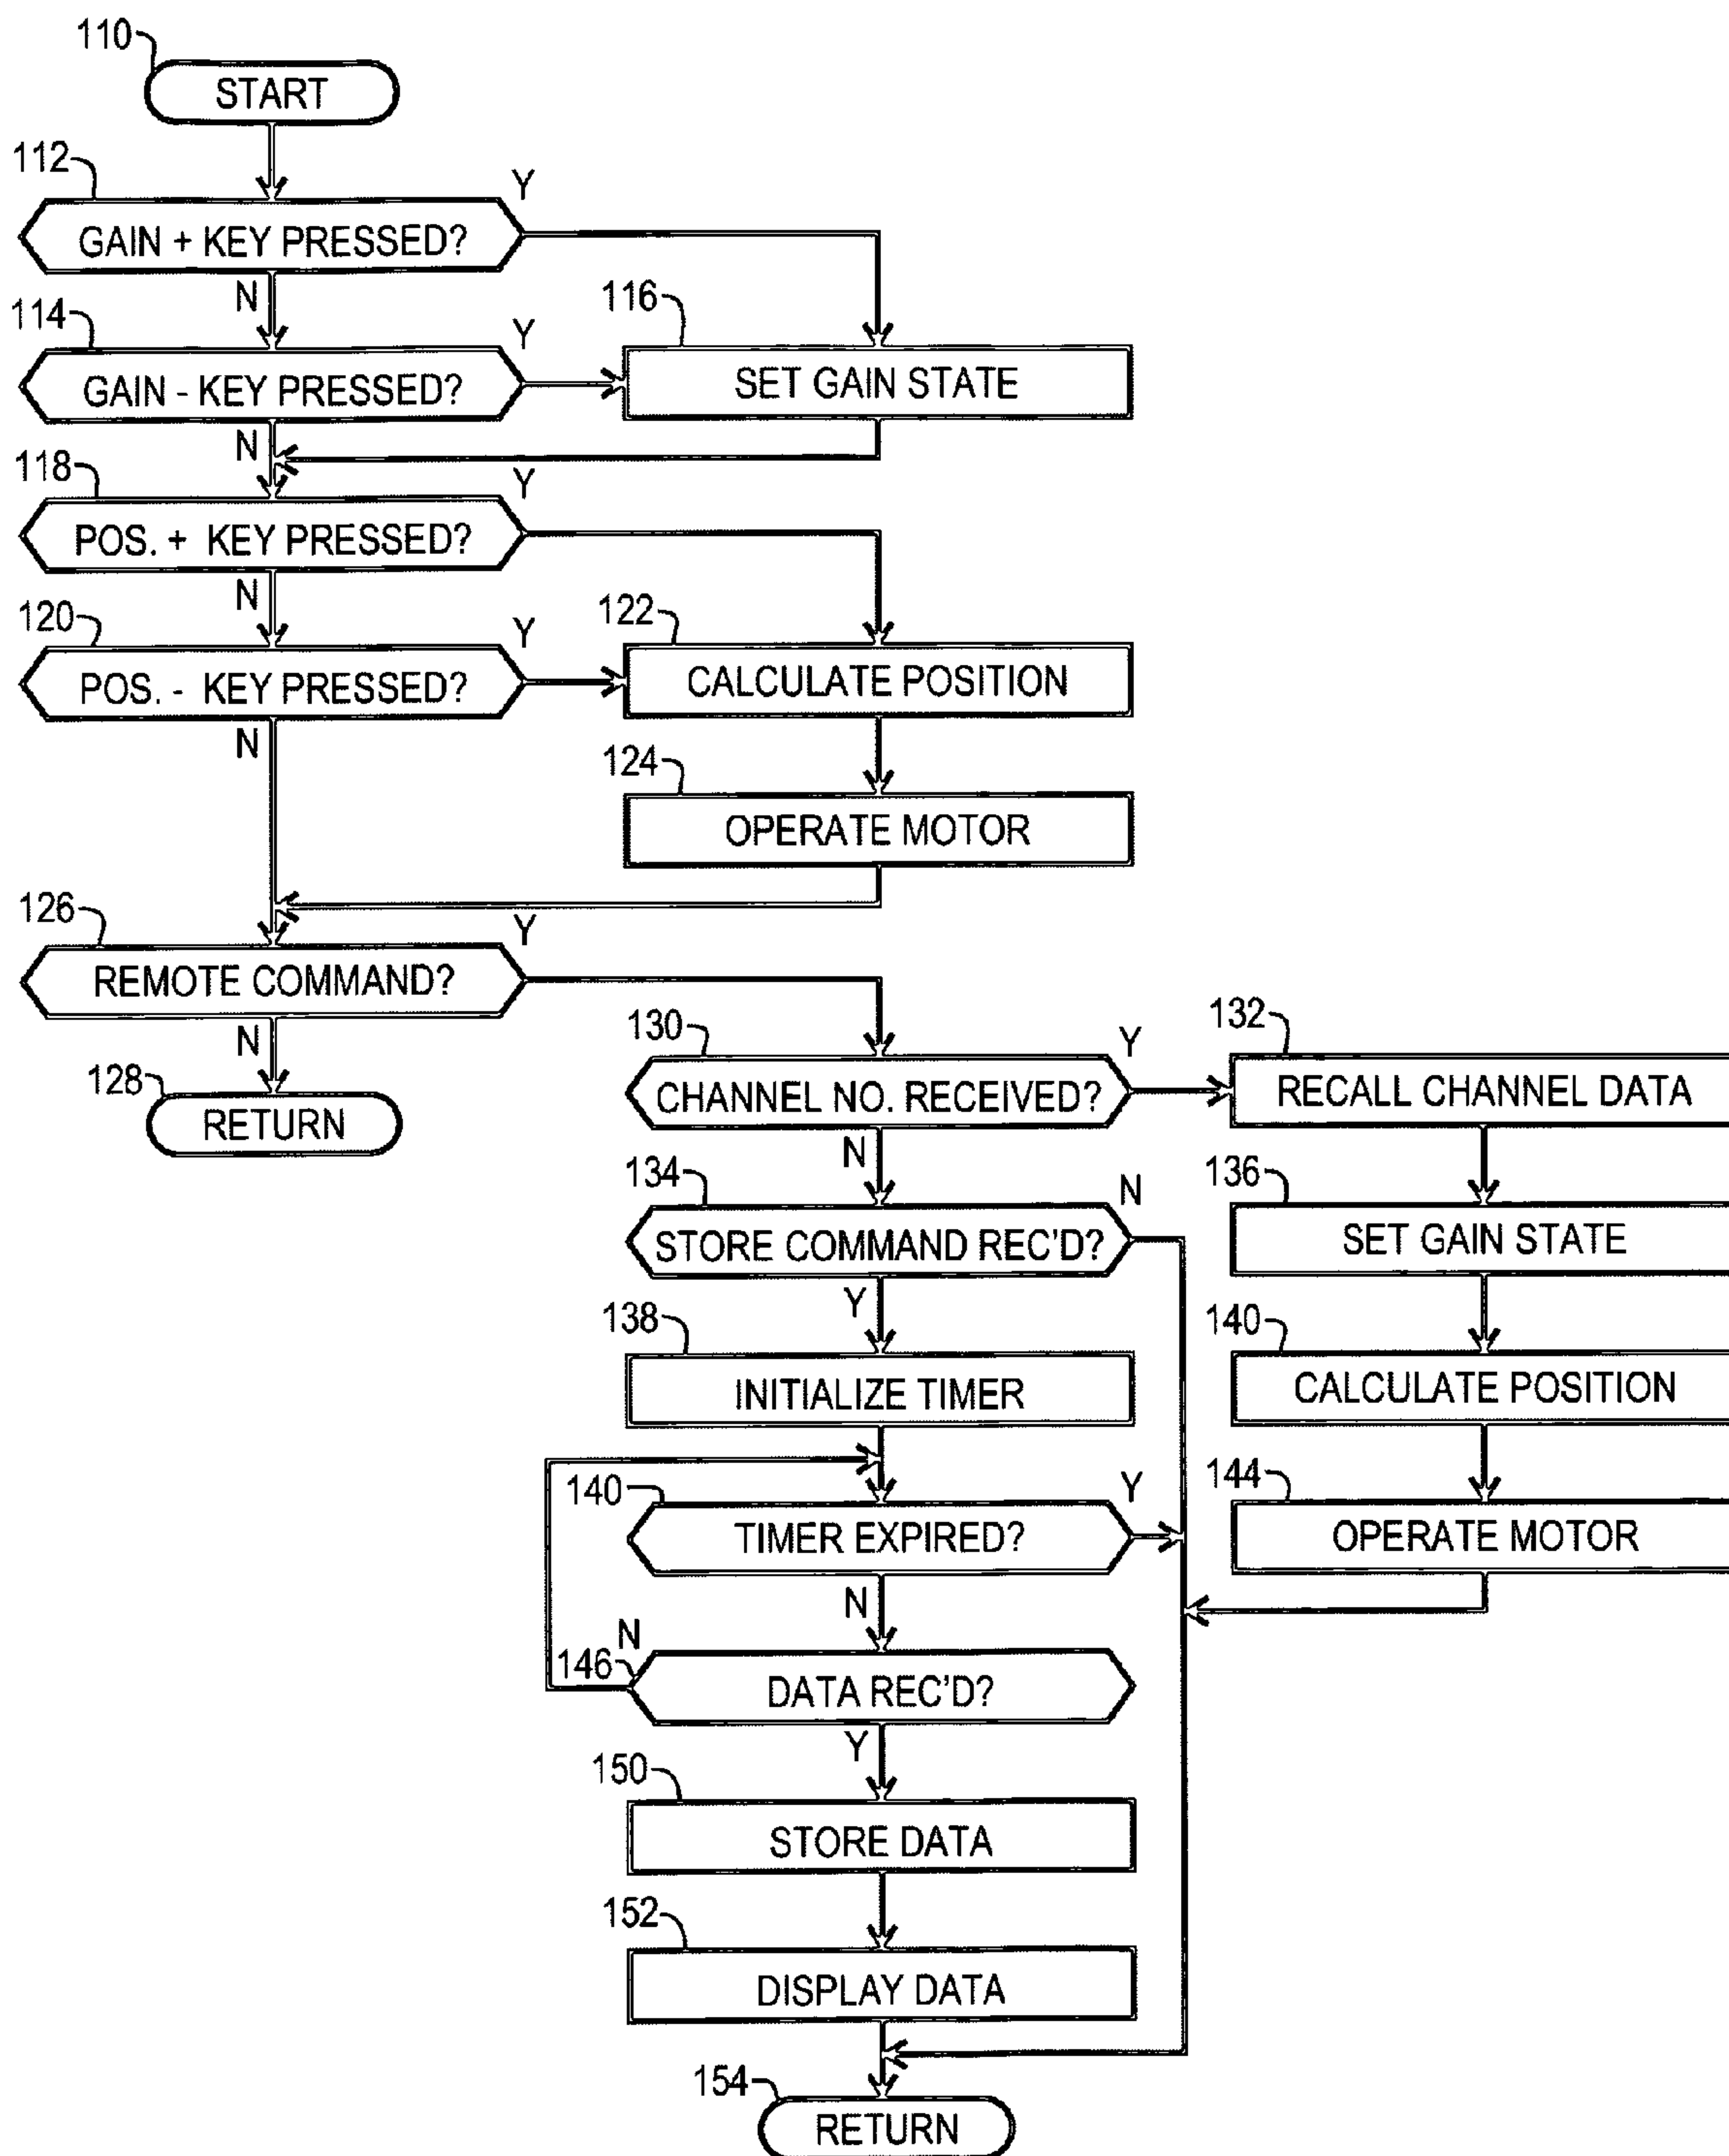 110
START
112
Y
GAIN + KEY PRESSED?
N
114
Y
116
GAIN - KEY PRESSED?
SET GAIN STATE
N
118
Y
POS. + KEY PRESSED?
N
120
Y
122
POS. - KEY PRESSED?
CALCULATE POSITION
N
124
OPERATE MOTOR
126
Y
REMOTE COMMAND?
N
128
RETURN
130
Y
132
CHANNEL NO. RECEIVED?
RECALL CHANNEL DATA
N
134
N
136
STORE COMMAND REC'D?
SET GAIN STATE
Y
138
140
INITIALIZE TIMER
CALCULATE POSITION
140
Y
144
TIMER EXPIRED?
OPERATE MOTOR
N
N
146
DATA REC'D?
Y
150
STORE DATA
152
DISPLAY DATA
154
RETURN